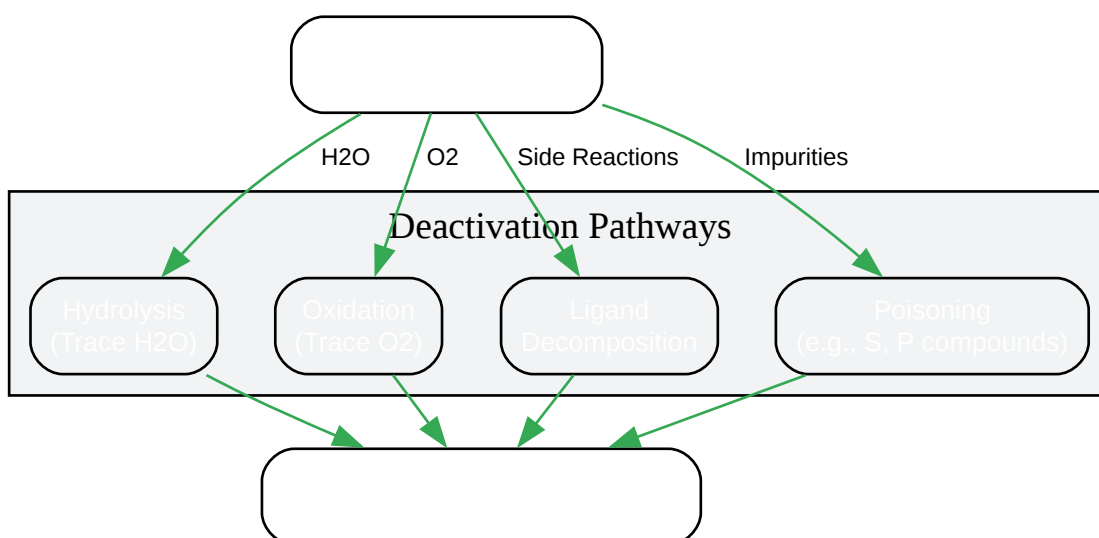 H2O
O2
Side Reactions
Impurities
Deactivation Pathways
Hydrolysis
(Trace H2O)
Oxidation
(Trace O2)
Ligand
Decomposition
Poisoning
(e.g., S, P compounds)